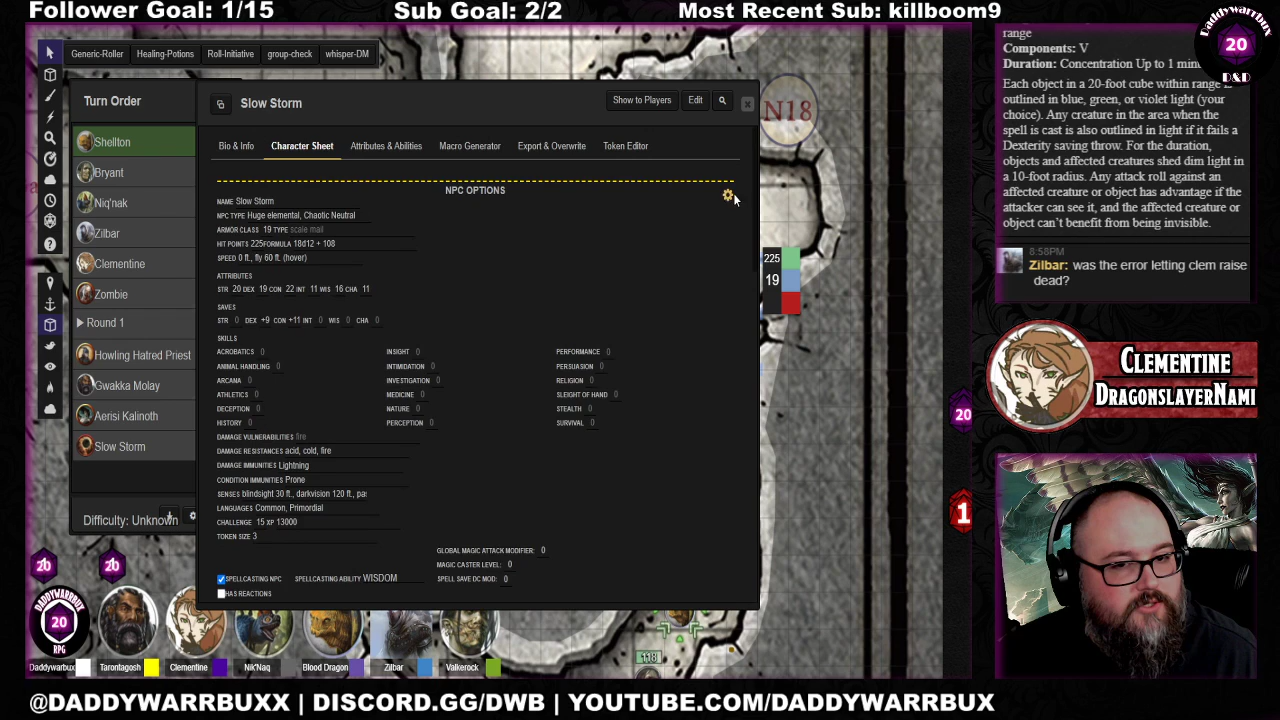 Follower Goal: 1/15
Sub Goal: 2/2
Most Recent Sub: killboom9
Generic-Roller
Healing-Potions
Roll-Initiative
group-check
whisper-DM
Turn Order
Shellton
Bryant
Niq'nak
Zilbar
Clementine
Zombie
Round 1
Howling Hatred Priest
Gwakka Molay
Aerisi Kalinoth
Slow Storm
Difficulty: Unknown
Slow Storm
Show to Players
Edit
Bio & Info
Character Sheet
Attributes & Abilities
Macro Generator
Export & Overwrite
Token Editor
NPC OPTIONS
NAME Slow Storm
NPC TYPE Huge elemental, Chaotic Neutral
ARMOR CLASS 19 TYPE scale mail
HIT POINTS 225 FORMULA 18d12 + 108
SPEED 0 ft., fly 60 ft. (hover)
ATTRIBUTES
STR 20 DEX 19 CON 22 INT 11 WIS 16 CHA 11
SAVES
STR 0 DEX +9 CON +11 INT 0 WIS 0 CHA 0
SKILLS
ACROBATICS 0
ANIMAL HANDLING 0
ARCANA 0
ATHLETICS 0
DECEPTION 0
HISTORY 0
INSIGHT 0
INTIMIDATION 0
INVESTIGATION 0
MEDICINE 0
NATURE 0
PERCEPTION 0
PERFORMANCE 0
PERSUASION 0
RELIGION 0
SLEIGHT OF HAND 0
STEALTH 0
SURVIVAL 0
DAMAGE VULNERABILITIES fire
DAMAGE RESISTANCES acid, cold, fire
DAMAGE IMMUNITIES Lightning
CONDITION IMMUNITIES Prone
SENSES blindsight 30 ft., darkvision 120 ft., pas
LANGUAGES Common, Primordial
CHALLENGE 15 XP 13000
TOKEN SIZE 3
GLOBAL MAGIC ATTACK MODIFIER: 0
MAGIC CASTER LEVEL: 0
SPELLCASTING NPC SPELLCASTING ABILITY WISDOM SPELL SAVE DC MOD: 0
HAS REACTIONS
N18
225
19
118
range
Components: V
Duration: Concentration Up to 1 minu
Each object in a 20-foot cube within range is
outlined in blue, green, or violet light (your
choice). Any creature in the area when the
spell is cast is also outlined in light if it fails a
Dexterity saving throw. For the duration,
objects and affected creatures shed dim light in
a 10-foot radius. Any attack roll against an
affected creature or object has advantage if the
attacker can see it, and the affected creature or
object can't benefit from being invisible.
8:58PM
Zilbar: was the error letting clem raise
dead?
Daddywarrbux
20
D&D
CLEMENTINE
DRAGONSLAYERNAMI
20
1
20
20
DADDYWARRBUX
20
RPG
Daddywarbux
Tarontagosh
Clementine
Nik'Naq
Blood Dragon
Zilbar
Valkerock
@DADDYWARRBUXX | DISCORD.GG/DWB | YOUTUBE.COM/DADDYWARRBUX